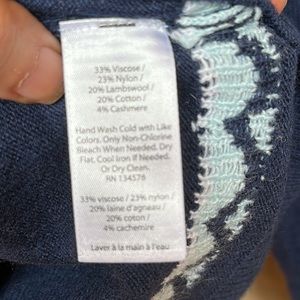 33% Viscose /
23% Nylon /
20% Lambswool /
20% Cotton /
4% Cashmere
Hand Wash Cold with Like
Colors. Only Non-Chlorine
Bleach When Needed. Dry
Flat. Cool Iron if Needed
Or Dry Clean.
RN 134576
33% viscose / 23% nylon /
20% laine d'agneau /
20% coton /
4% cachemire
Laver à la main à l'eau